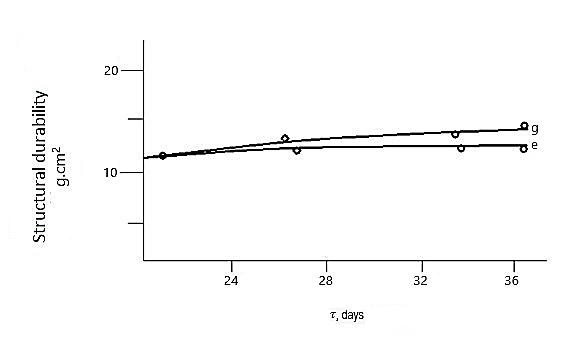 Structural durability
g.cm²
20
10
g
e
24 28 32 36
τ, days